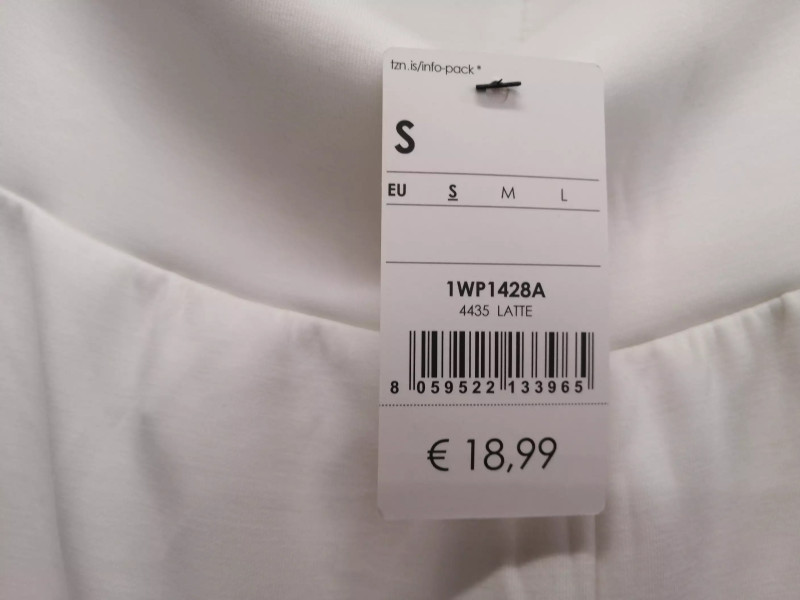 tzn.is/info-pack*
S
EU S M L
1WP1428A
4435 LATTE
8 059522 133965
€ 18,99